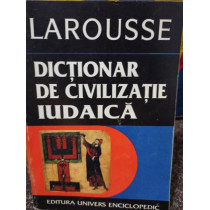 LAROUSSE
DICȚIONAR
DE CIVILIZAȚIE
IUDAICĂ
EDITURA UNIVERS ENCICLOPEDIC